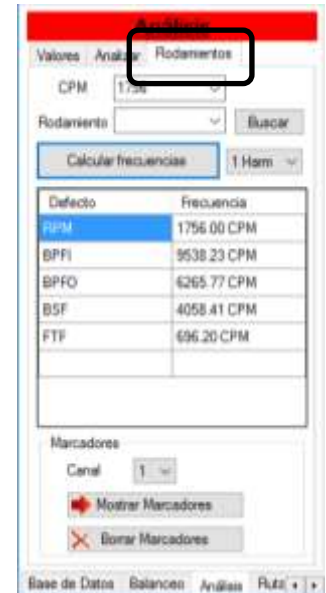 Análisis
Valores Analizar Rodamientos
CPM 1756
Rodamiento Buscar
Calcular frecuencias 1 Harm
Defecto Frecuencia
RPM 1756.00 CPM
BPFI 9538.23 CPM
BPFO 6265.77 CPM
BSF 4058.41 CPM
FTF 696.20 CPM
Marcadores
Canal 1
Mostrar Marcadores
Borrar Marcadores
Base de Datos Balanceo Análisis Ruta